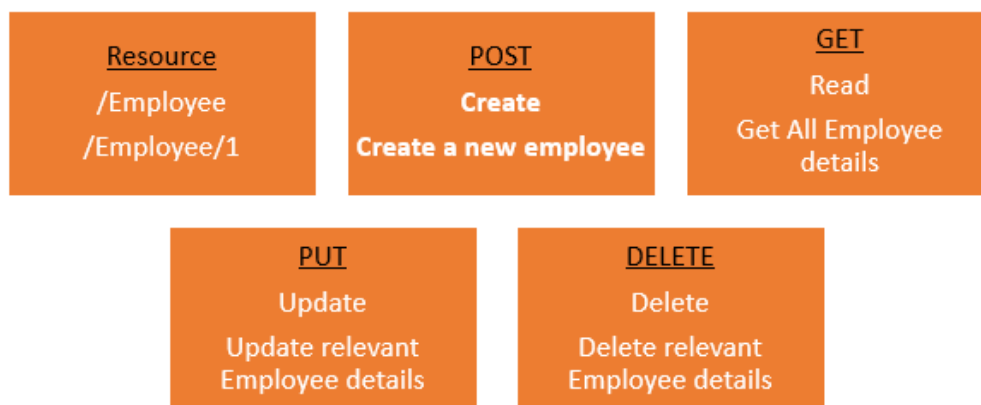 Resource
/Employee
/Employee/1
POST
Create
Create a new employee
GET
Read
Get All Employee
details
PUT
Update
Update relevant
Employee details
DELETE
Delete
Delete relevant
Employee details